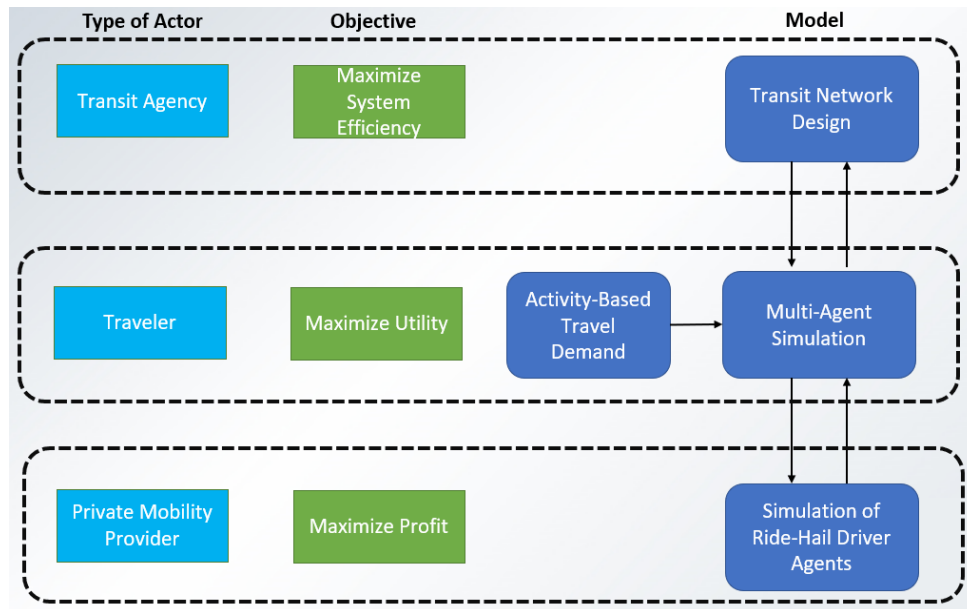 Type of Actor
Objective
Model
Transit Agency
Maximize
System
Efficiency
Transit Network
Design
Traveler
Maximize Utility
Activity-Based
Travel
Demand
Multi-Agent
Simulation
Private Mobility
Provider
Maximize Profit
Simulation of
Ride-Hail Driver
Agents